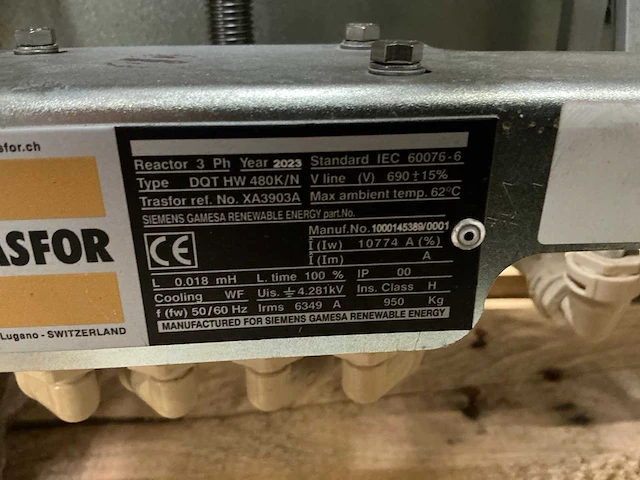 sfor.ch
ASFOR
Lugano - SWITZERLAND
Reactor 3 Ph Year 2023 Standard IEC 60076-6
Type DQT HW 480K/N V line (V) 690±15%
Trasfor ref. No. XA3903A Max ambient temp. 62°C
SIEMENS GAMESA RENEWABLE ENERGY part.No.
Manuf.No. 1000145389/0001
CE
I(Iw) 10774 A (%)
I(Im) A
L 0.018 mH L. time 100 % IP 00
Cooling WF Uis. 4.281kV Ins. Class H
f (fw) 50/60 Hz Irms 6349 A 950 Kg
MANUFACTURED FOR SIEMENS GAMESA RENEWABLE ENERGY